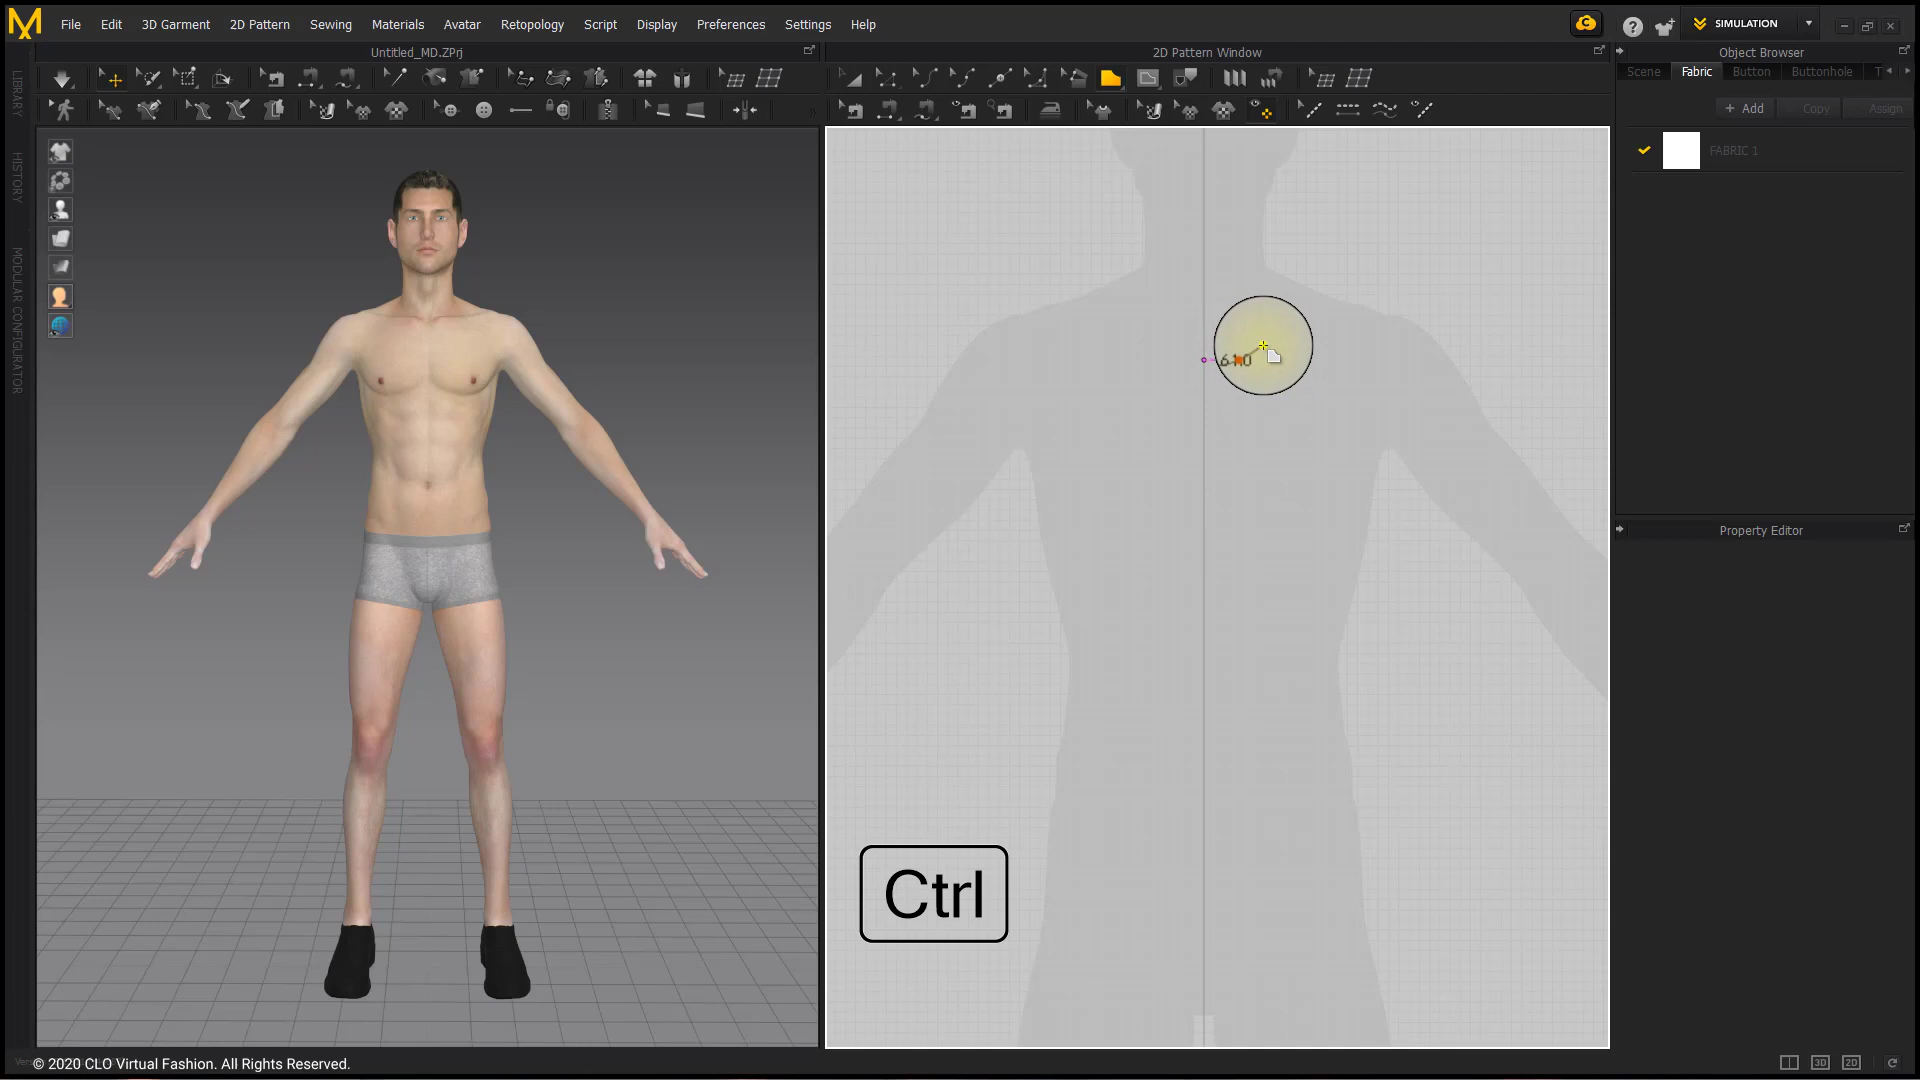 File Edit 3D Garment 2D Pattern Sewing Materials Avatar Retopology Script Display Preferences Settings Help
SIMULATION
Untitled_MD.ZPrj
2D Pattern Window
Object Browser
Scene Fabric Button Buttonhole T
+ Add Copy Assign
FABRIC 1
LIBRARY
HISTORY
MODULAR CONFIGURATOR
Property Editor
Ctrl
© 2020 CLO Virtual Fashion. All Rights Reserved.
3D 2D